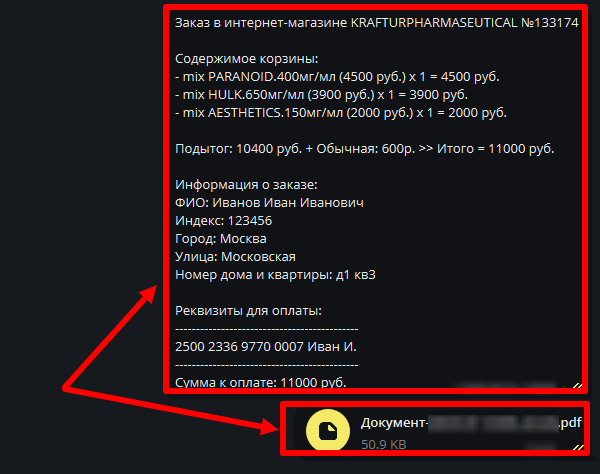 Заказ в интернет-магазине KRAFTURPHARMASEUTICAL №133174
Содержимое корзины:
- mix PARANOID.400мг/мл (4500 руб.) x 1 = 4500 руб.
- mix HULK.650мг/мл (3900 руб.) x 1 = 3900 руб.
- mix AESTHETICS.150мг/мл (2000 руб.) x 1 = 2000 руб.
Подытог: 10400 руб. + Обычная: 600р. >> Итого = 11000 руб.
Информация о заказе:
ФИО: Иванов Иван Иванович
Индекс: 123456
Город: Москва
Улица: Московская
Номер дома и квартиры: д1 кв3
Реквизиты для оплаты:
--------------------------------------------
2500 2336 9770 0007 Иван И.
--------------------------------------------
Сумма к оплате: 11000 руб.
Документ- .pdf
50.9 KB